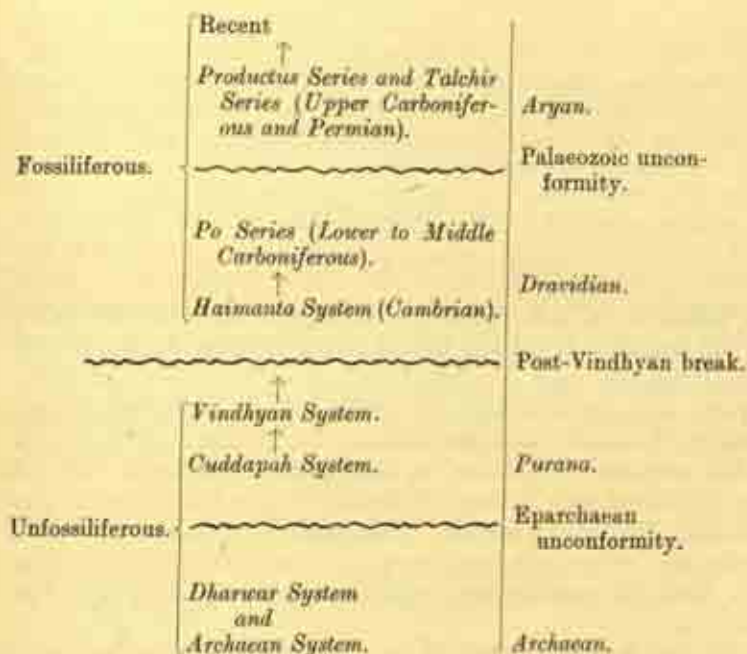 Recent
Productus Series and Talchir
Series (Upper Carbonifer-
ous and Permian).
Aryan.
Fossiliferous.
Palaeozoic uncon-
formity.
Po Series (Lower to Middle
Carboniferous).
Dravidian.
Haimanta System (Cambrian).
Post-Vindhyan break.
Vindhyan System.
Cuddapah System.
Purana.
Unfossiliferous.
Eparchaean
unconformity.
Dharwar System
and
Archaean System.
Archaean.